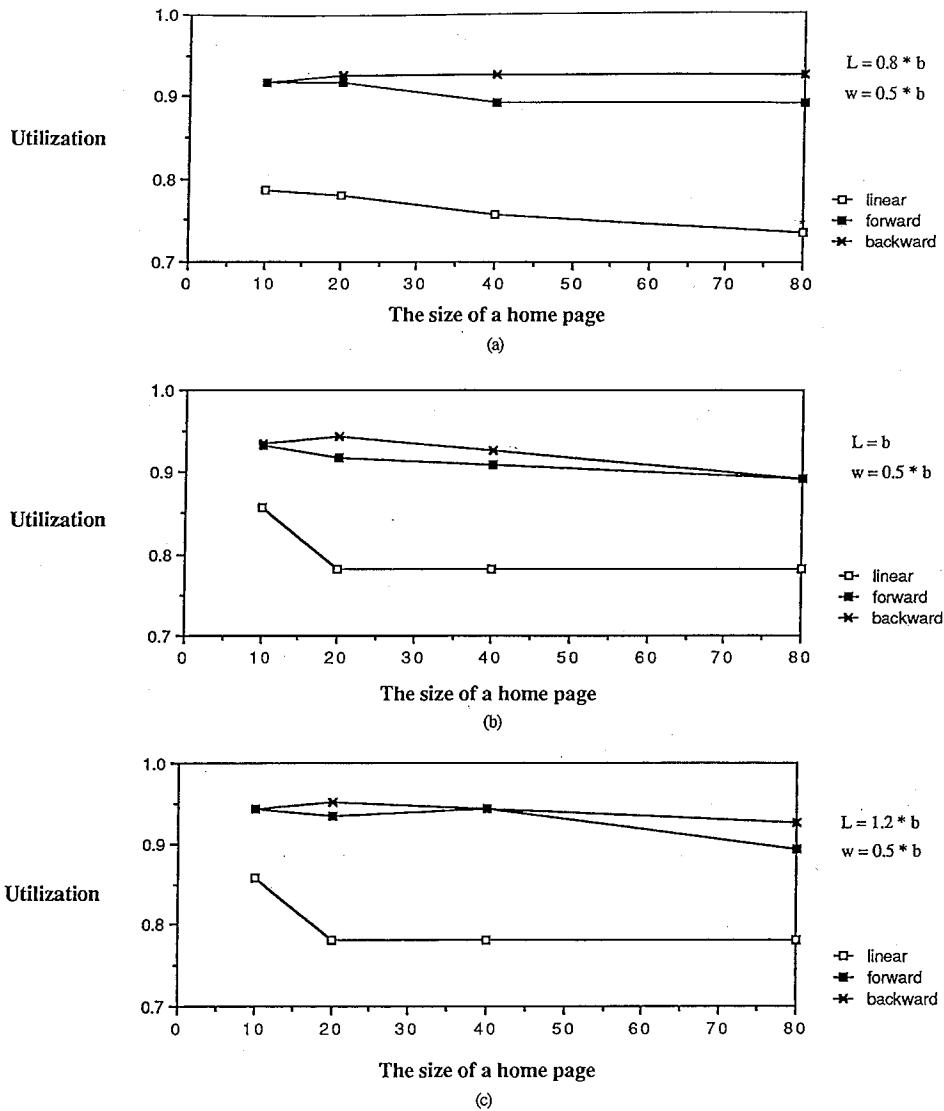 1.0
0.9
0.8
0.7
Utilization
0 10 20 30 40 50 60 70 80
The size of a home page
(a)
L = 0.8 * b
w = 0.5 * b
linear
forward
backward
1.0
0.9
0.8
0.7
Utilization
0 10 20 30 40 50 60 70 80
The size of a home page
(b)
L = b
w = 0.5 * b
linear
forward
backward
1.0
0.9
0.8
0.7
Utilization
0 10 20 30 40 50 60 70 80
The size of a home page
(c)
L = 1.2 * b
w = 0.5 * b
linear
forward
backward